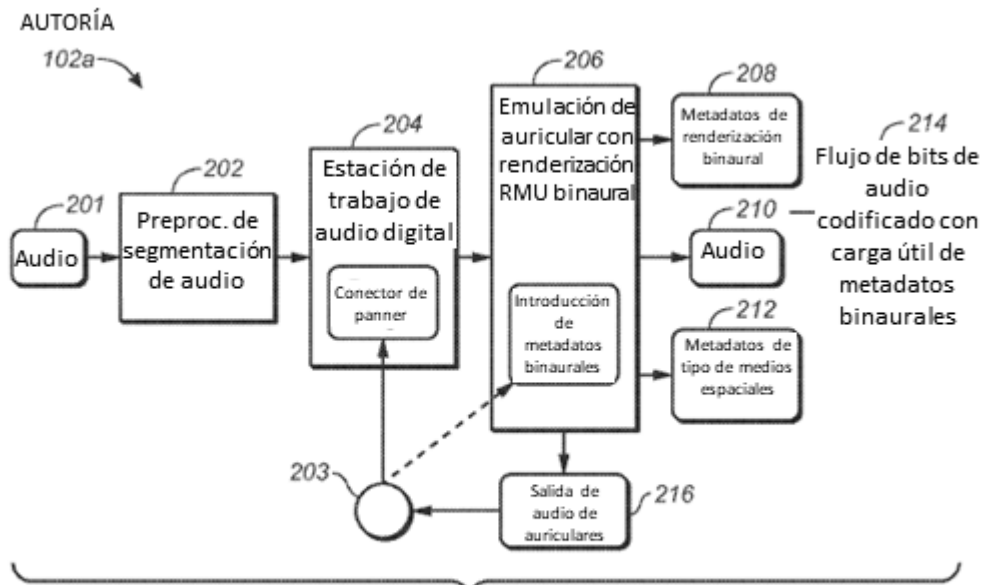 AUTORÍA
102a
201
Audio
202
Preproc. de
segmentación
de audio
204
Estación de
trabajo de
audio digital
Conector de
panner
206
Emulación de
auricular con
renderización
RMU binaural
Introducción
de
metadatos
binaurales
208
Metadatos de
renderización
binaural
210
Audio
212
Metadatos de
tipo de medios
espaciales
214
Flujo de bits de
audio
codificado con
carga útil de
metadatos
binaurales
203
Salida de
audio de
auriculares
216